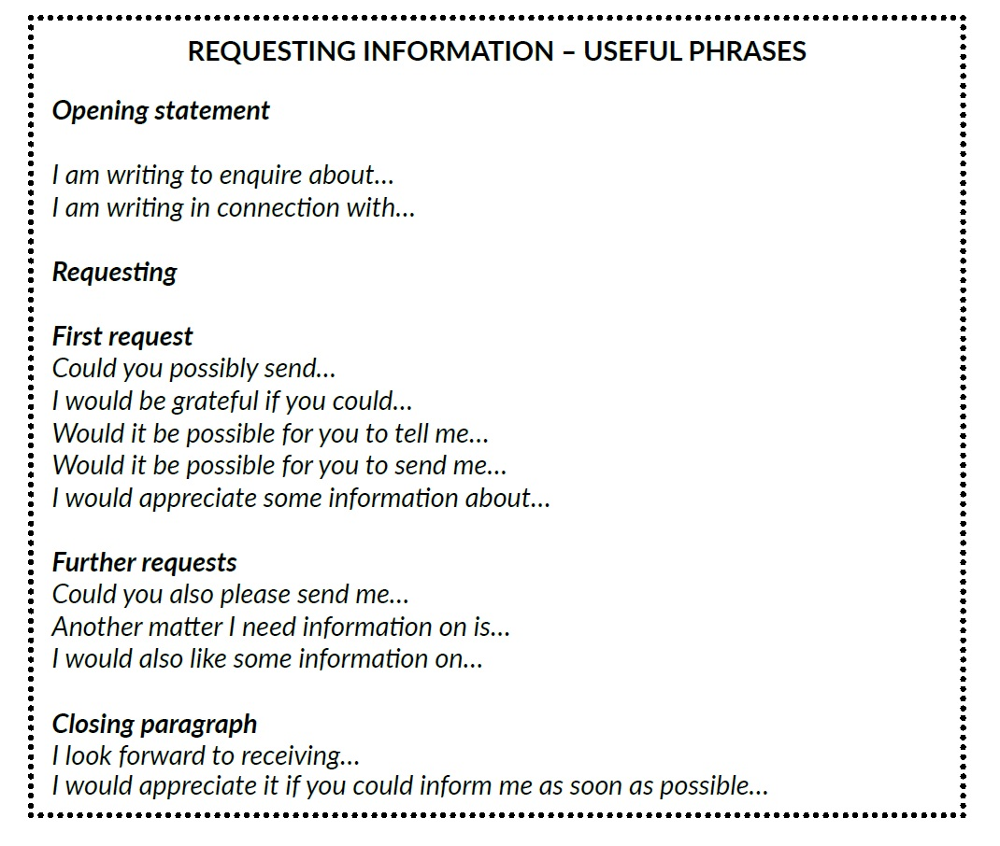 REQUESTING INFORMATION – USEFUL PHRASES
Opening statement
I am writing to enquire about...
I am writing in connection with...
Requesting
First request
Could you possibly send...
I would be grateful if you could...
Would it be possible for you to tell me...
Would it be possible for you to send me...
I would appreciate some information about...
Further requests
Could you also please send me...
Another matter I need information on is...
I would also like some information on...
Closing paragraph
I look forward to receiving...
I would appreciate it if you could inform me as soon as possible...